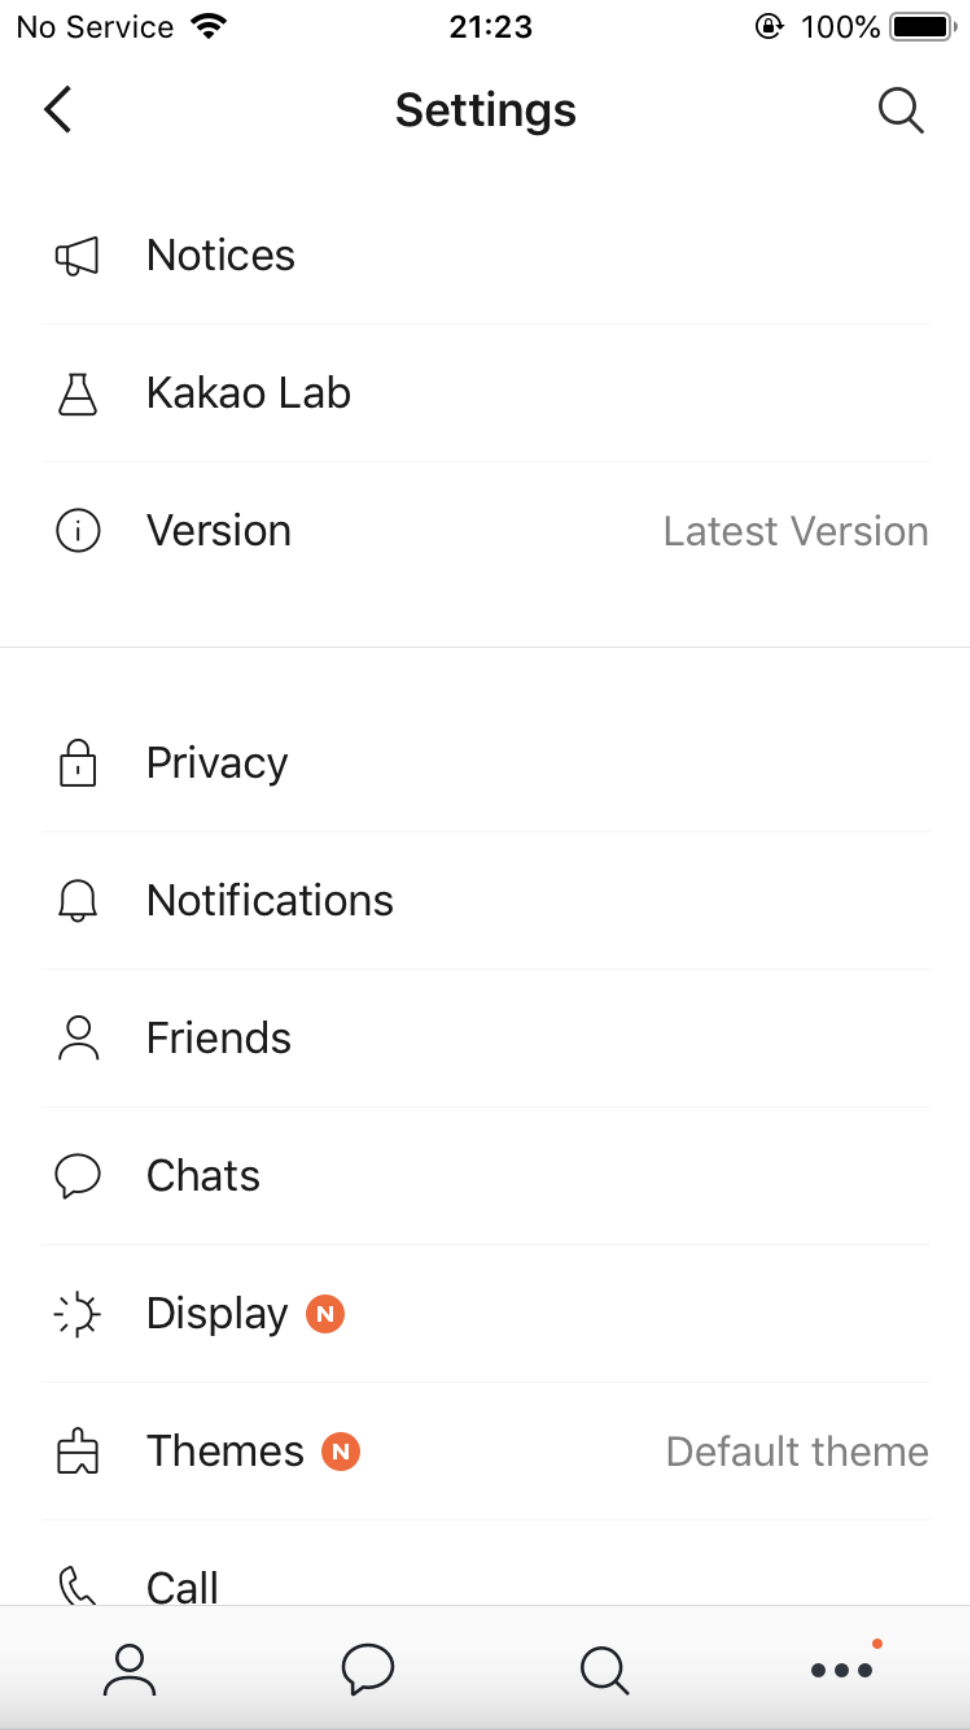 No Service 21:23 100%
Settings
Notices
Kakao Lab
Version Latest Version
Privacy
Notifications
Friends
Chats
Display N
Themes N Default theme
Call